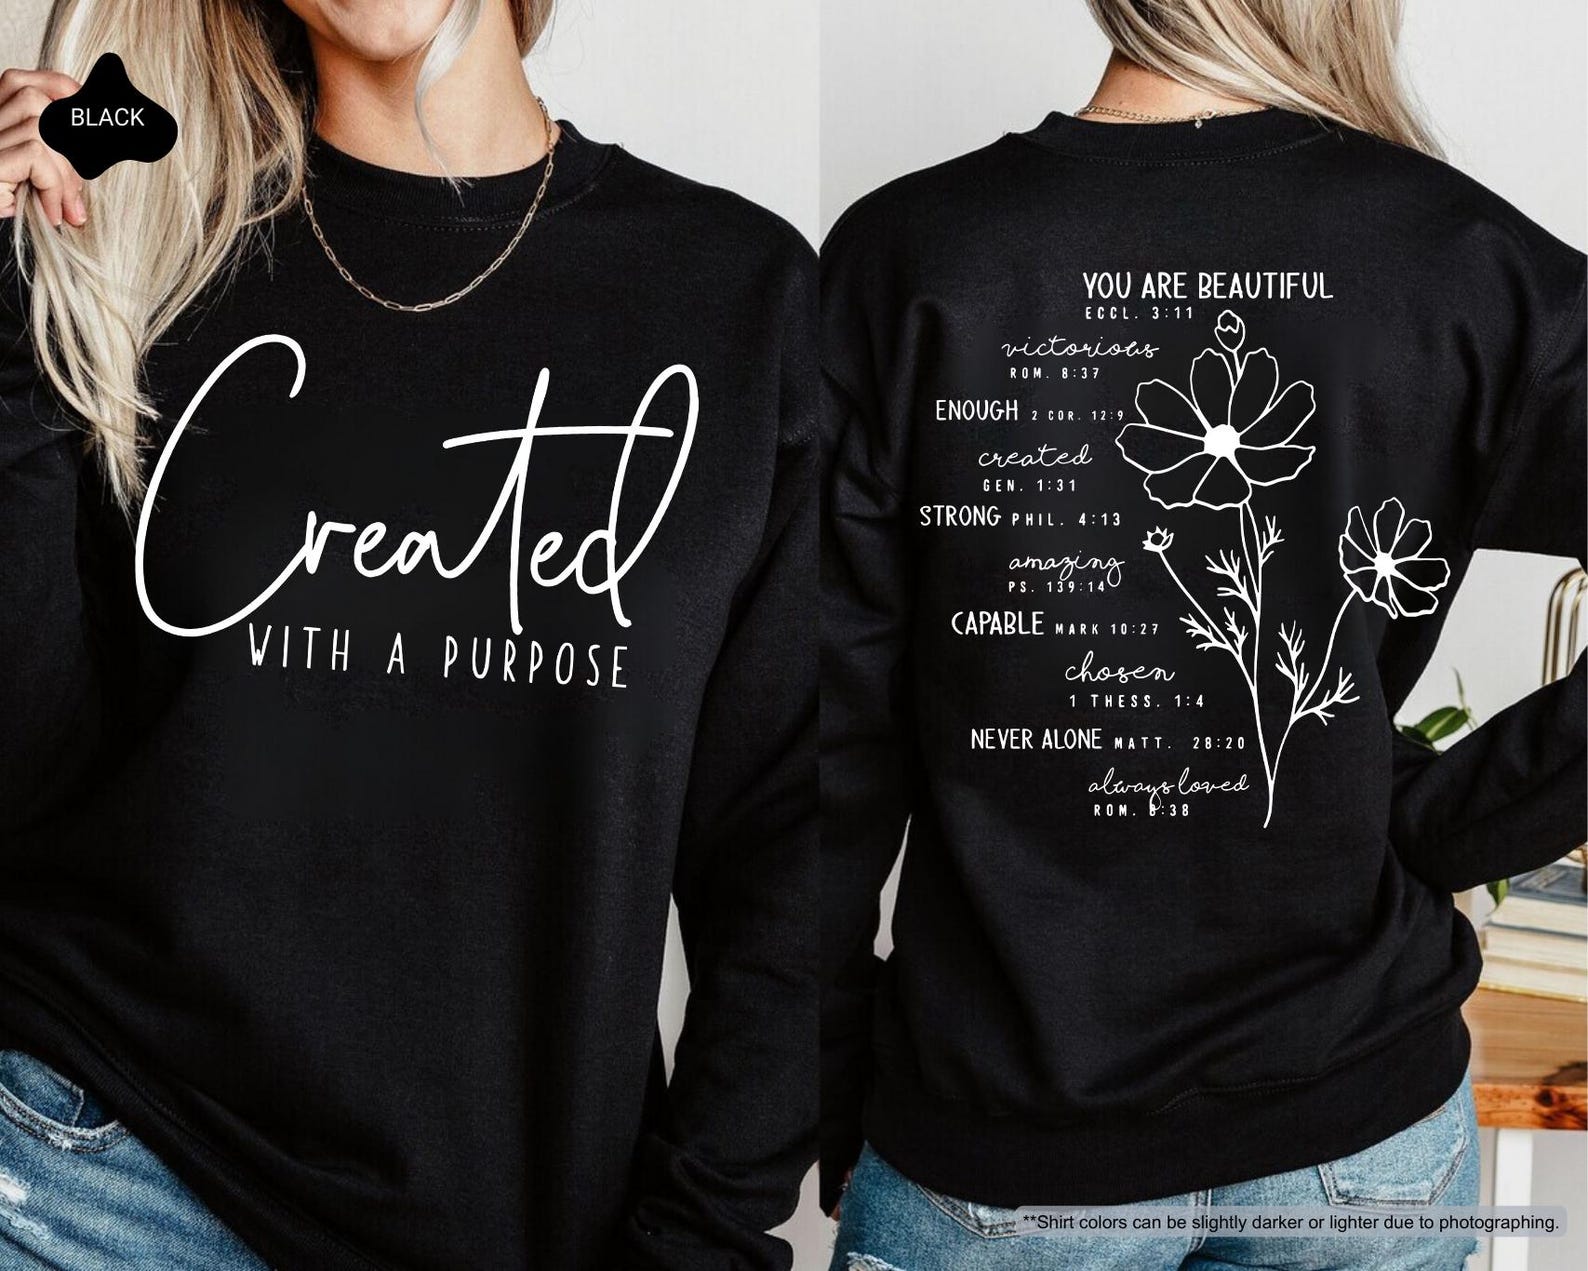 BLACK
Created
WITH A PURPOSE
YOU ARE BEAUTIFUL
ECCL. 3:11
victorious
ROM. 8:37
ENOUGH 2 COR. 12:9
created
GEN. 1:31
STRONG PHIL. 4:13
amazing
PS. 139:14
CAPABLE MARK 10:27
chosen
1 THESS. 1:4
NEVER ALONE MATT. 28:20
always loved
ROM. 8:38
**Shirt colors can be slightly darker or lighter due to photographing.